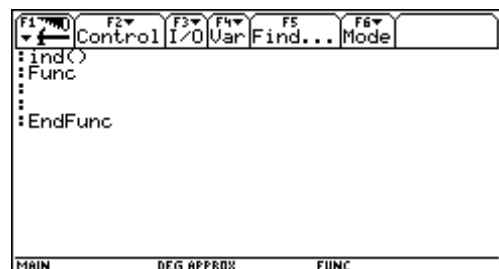 F1 F2 F3 F4 F5 F6
Control I/O Var Find... Mode
:ind()
:Func
:
:
:EndFunc
MAIN DEG APPROX FUNC